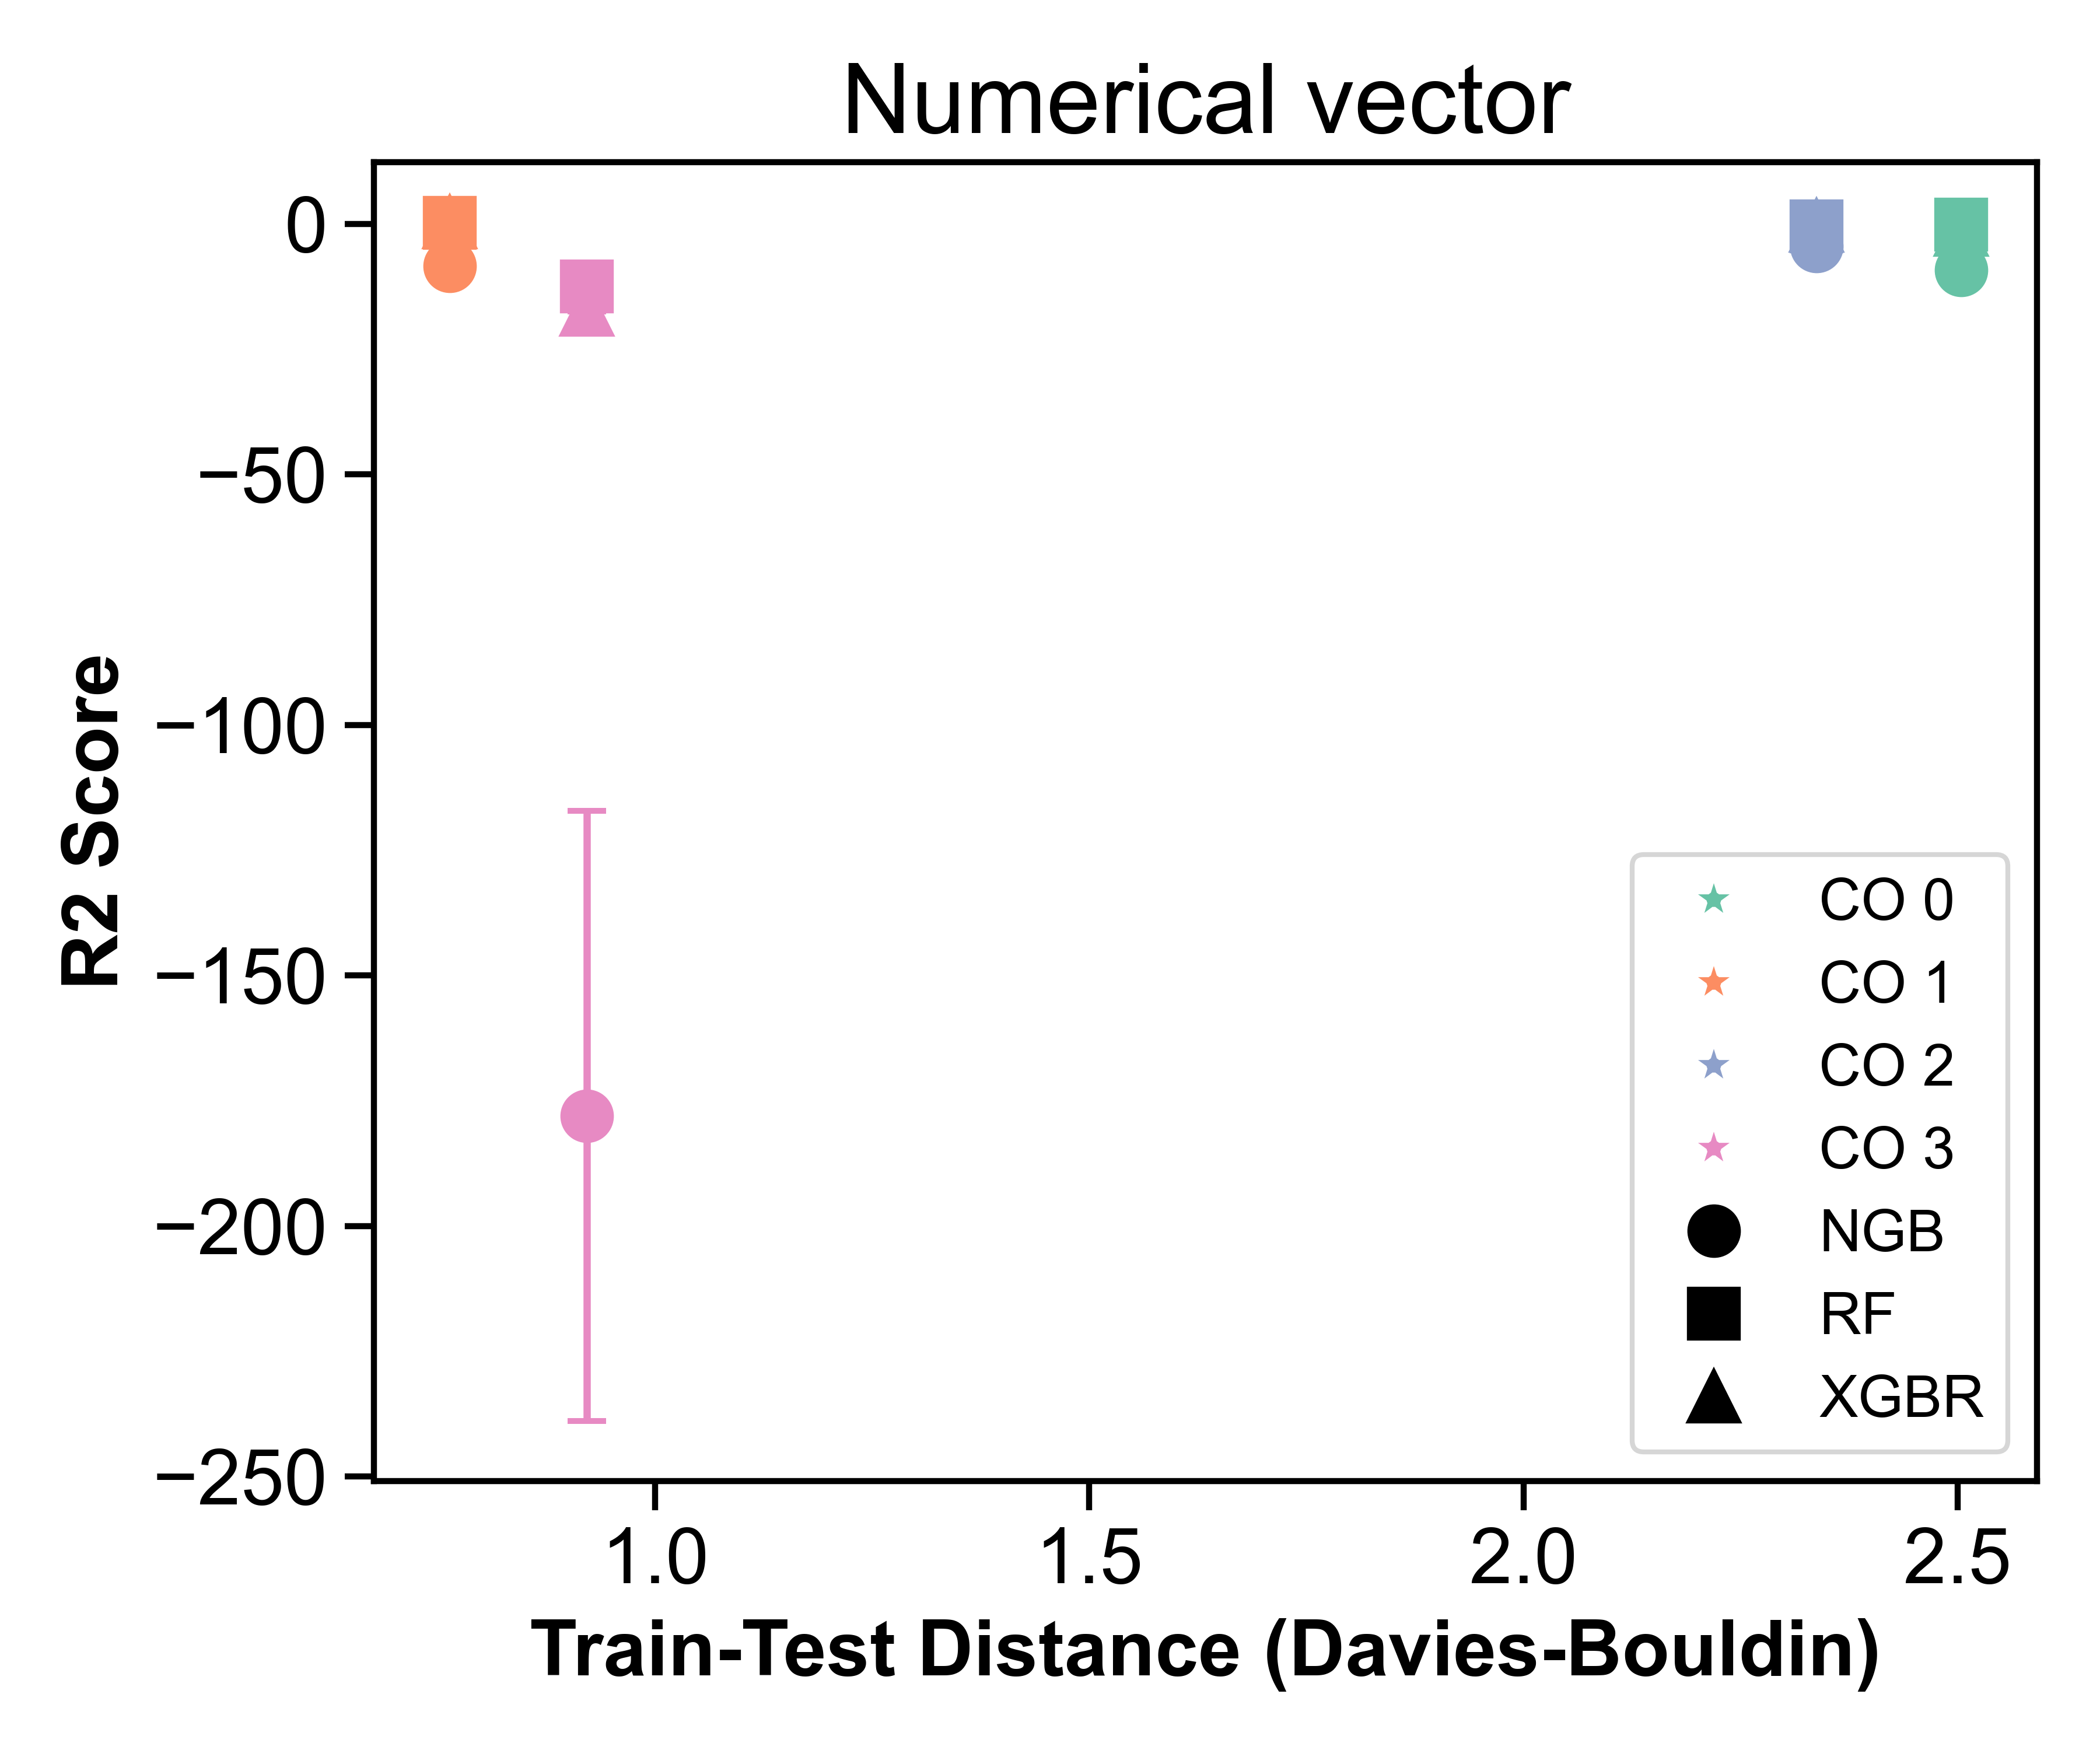 Numerical vector
R2 Score
0
−50
−100
−150
−200
−250
1.0
1.5
2.0
2.5
Train-Test Distance (Davies-Bouldin)
CO 0
CO 1
CO 2
CO 3
NGB
RF
XGBR